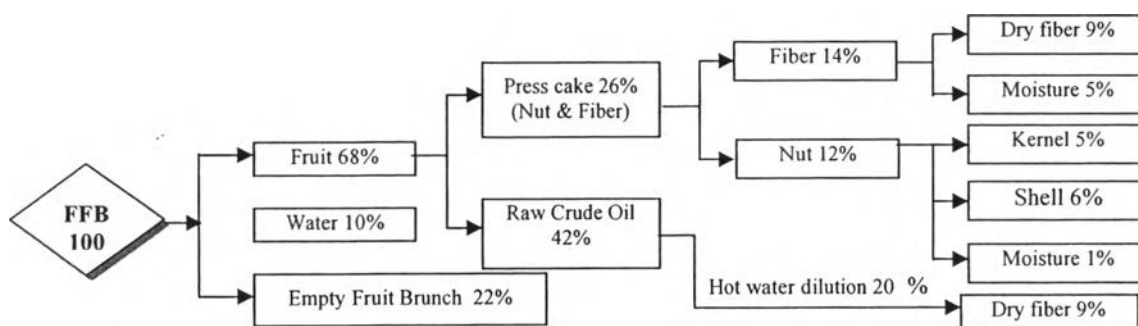 Dry fiber 9%
Press cake 26%
(Nut & Fiber)
Fiber 14%
Moisture 5%
Fruit 68%
Nut 12%
Kernel 5%
FFB
100
Water 10%
Raw Crude Oil
42%
Shell 6%
Moisture 1%
Empty Fruit Brunch 22%
Hot water dilution 20 %
Dry fiber 9%